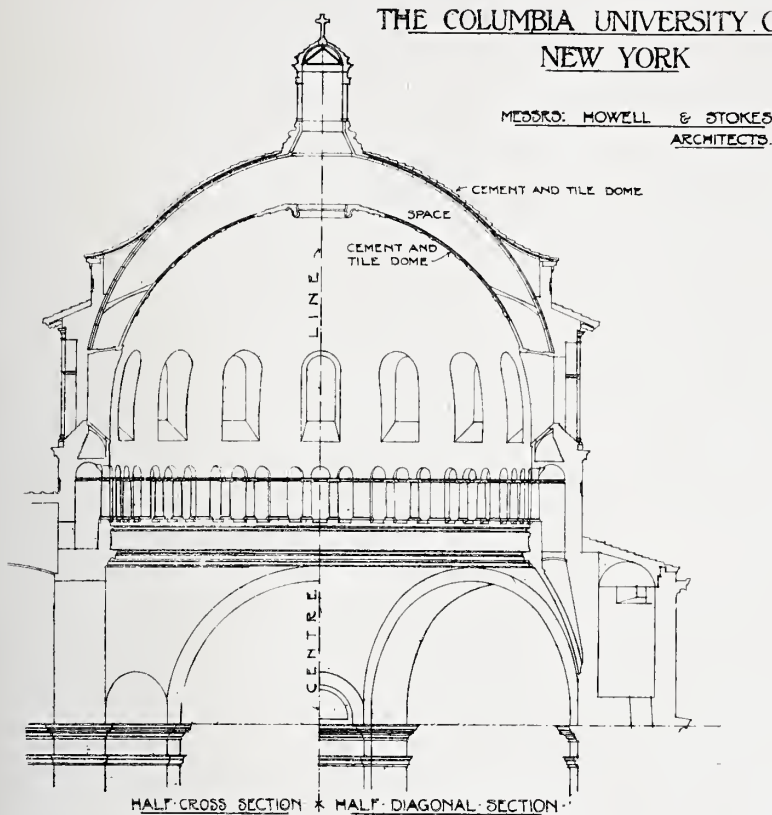 THE COLUMBIA UNIVERSITY C
NEW YORK
MESSRS: HOWELL & STOKES
ARCHITECTS.
CEMENT AND TILE DOME
SPACE
CEMENT AND
TILE DOME
CENTRE LINE
HALF·CROSS SECTION * HALF·DIAGONAL·SECTION·